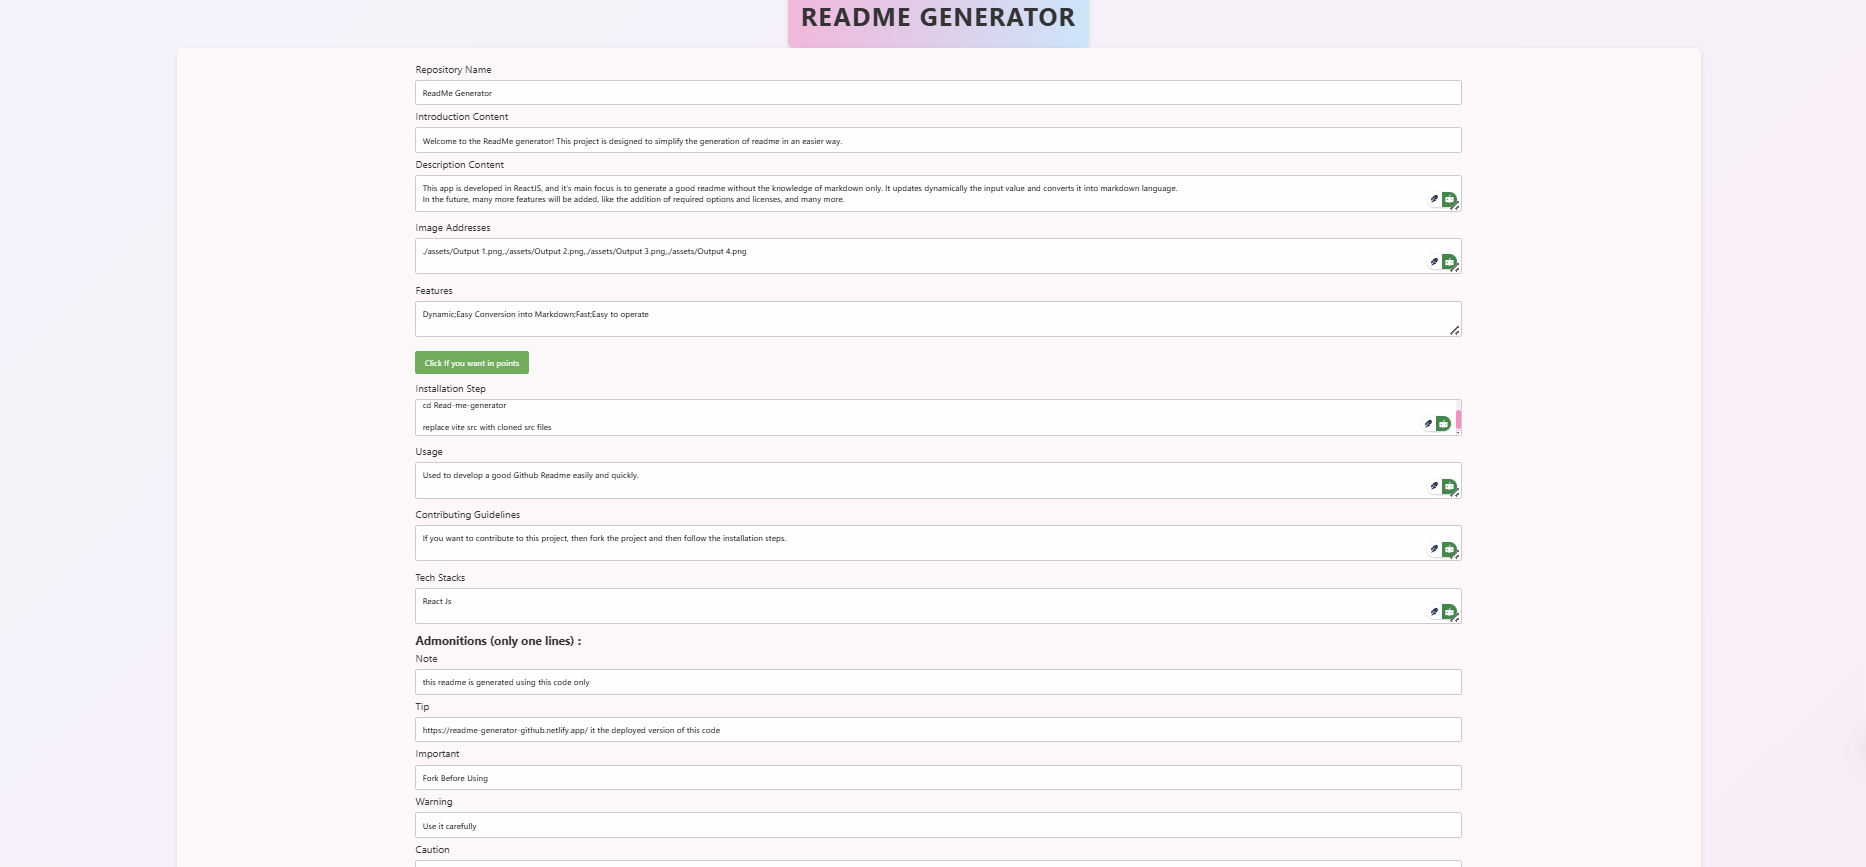 README GENERATOR
Repository Name
ReadMe Generator
Introduction Content
Welcome to the ReadMe generator! This project is designed to simplify the generation of readme in an easier way.
Description Content
This app is developed in ReactJS, and it's main focus is to generate a good readme without the knowledge of markdown only. It updates dynamically the input value and converts it into markdown language.
In the future, many more features will be added, like the addition of required options and licenses, and many more.
Image Addresses
./assets/Output 1.png,./assets/Output 2.png,./assets/Output 3.png,./assets/Output 4.png
Features
Dynamic;Easy Conversion into Markdown;Fast;Easy to operate
Click If you want in points
Installation Step
cd Read-me-generator
replace vite src with cloned src files
Usage
Used to develop a good Github Readme easily and quickly.
Contributing Guidelines
If you want to contribute to this project, then fork the project and then follow the installation steps.
Tech Stacks
React Js
Admonitions (only one lines) :
Note
this readme is generated using this code only
Tip
https://readme-generator-github.netlify.app/ it the deployed version of this code
Important
Fork Before Using
Warning
Use it carefully
Caution